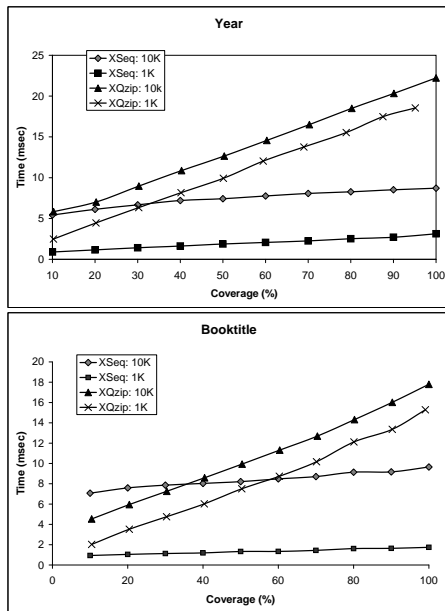 Year
XSeq: 10K
XSeq: 1K
XQzip: 10k
XQzip: 1K
25
20
15
10
5
0
Time (msec)
10 20 30 40 50 60 70 80 90 100
Coverage (%)
Booktitle
XSeq: 10K
XSeq: 1K
XQzip: 10K
XQzip: 1K
20
18
16
14
12
10
8
6
4
2
0
Time (msec)
0 20 40 60 80 100
Coverage (%)